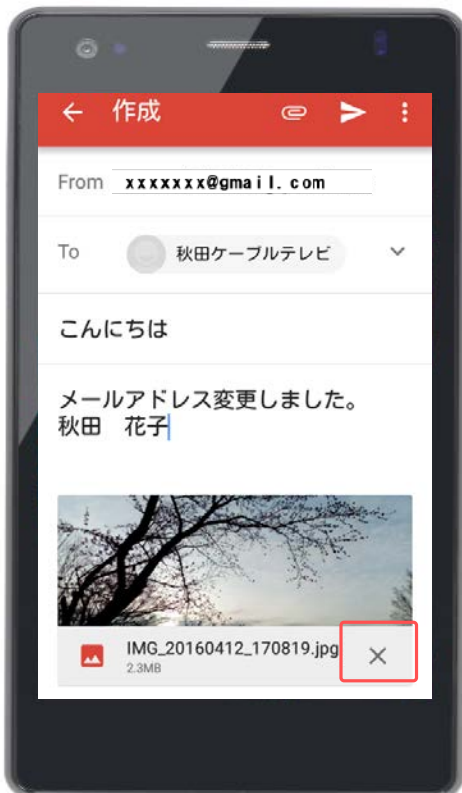 作成
From xxxxxxx@gmail.com
To 秋田ケーブルテレビ
こんにちは
メールアドレス変更しました。
秋田　花子
IMG_20160412_170819.jpg
2.3MB